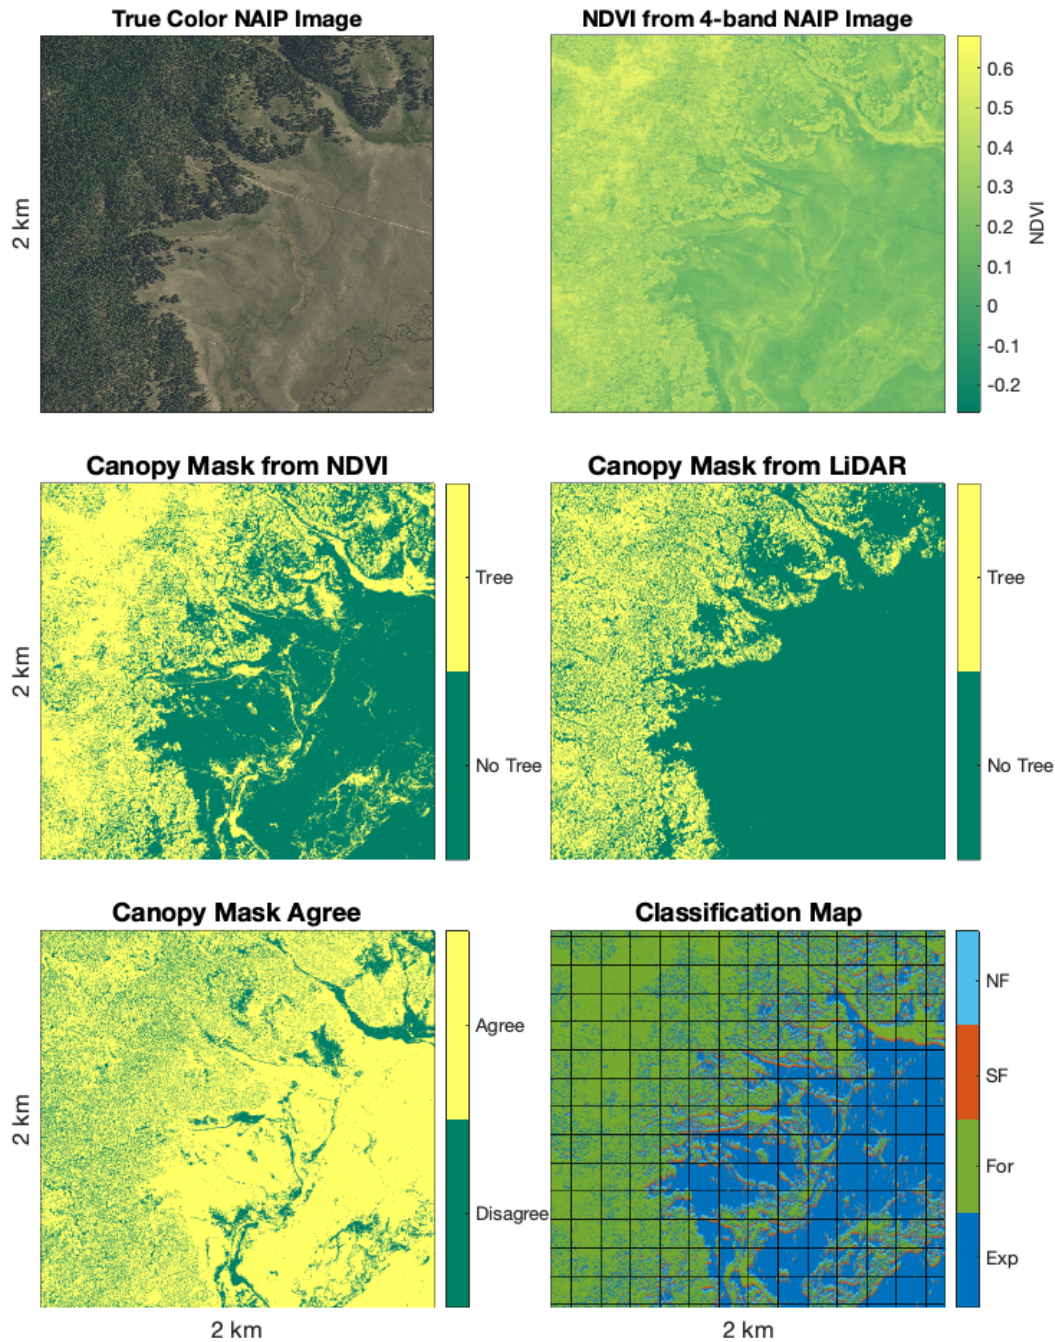 True Color NAIP Image
NDVI from 4-band NAIP Image
2 km
0.6
0.5
0.4
0.3
0.2
0.1
0
-0.1
-0.2
NDVI
Canopy Mask from NDVI
Canopy Mask from LiDAR
2 km
Tree
No Tree
Tree
No Tree
Canopy Mask Agree
Classification Map
2 km
Agree
Disagree
NF
SF
For
Exp
2 km
2 km